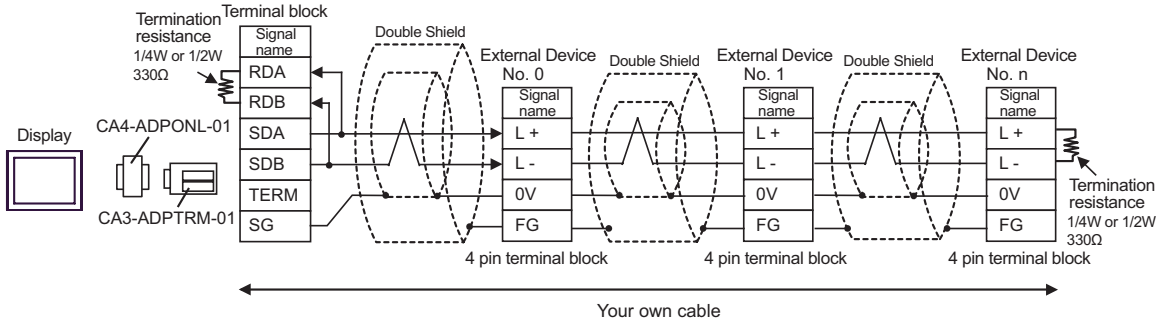 Termination
resistance
1/4W or 1/2W
330Ω
Terminal block
Signal
name
RDA
RDB
SDA
SDB
TERM
SG
Display
CA4-ADPONL-01
CA3-ADPTRM-01
Double Shield
External Device
No. 0
Signal
name
L +
L -
0V
FG
4 pin terminal block
Double Shield
External Device
No. 1
Signal
name
L +
L -
0V
FG
4 pin terminal block
Double Shield
External Device
No. n
Signal
name
L +
L -
0V
FG
4 pin terminal block
Termination
resistance
1/4W or 1/2W
330Ω
Your own cable